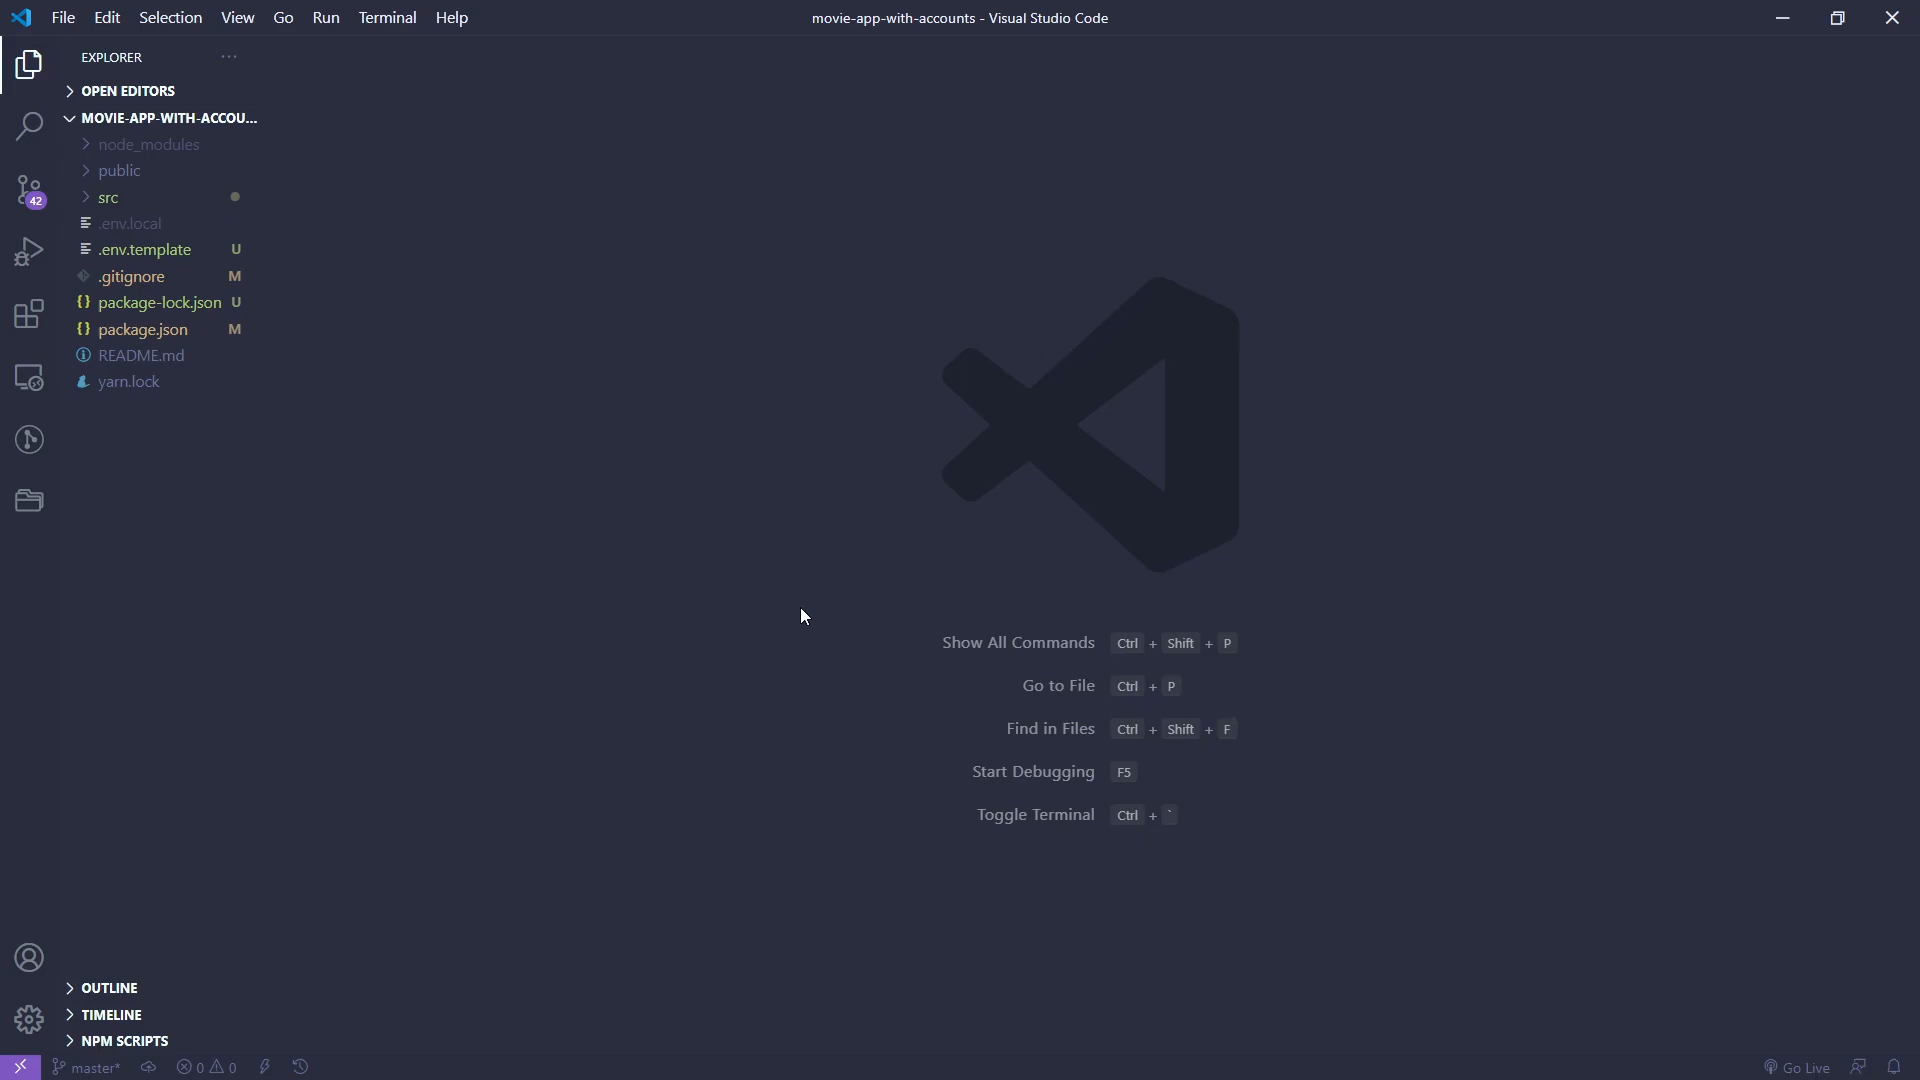 File Edit Selection View Go Run Terminal Help
movie-app-with-accounts - Visual Studio Code
EXPLORER
OPEN EDITORS
MOVIE-APP-WITH-ACCOU...
node_modules
public
src
.env.local
.env.template U
.gitignore M
package-lock.json U
package.json M
README.md
yarn.lock
42
Show All Commands Ctrl + Shift + P
Go to File Ctrl + P
Find in Files Ctrl + Shift + F
Start Debugging F5
Toggle Terminal Ctrl + `
OUTLINE
TIMELINE
NPM SCRIPTS
master* 0 0 Go Live